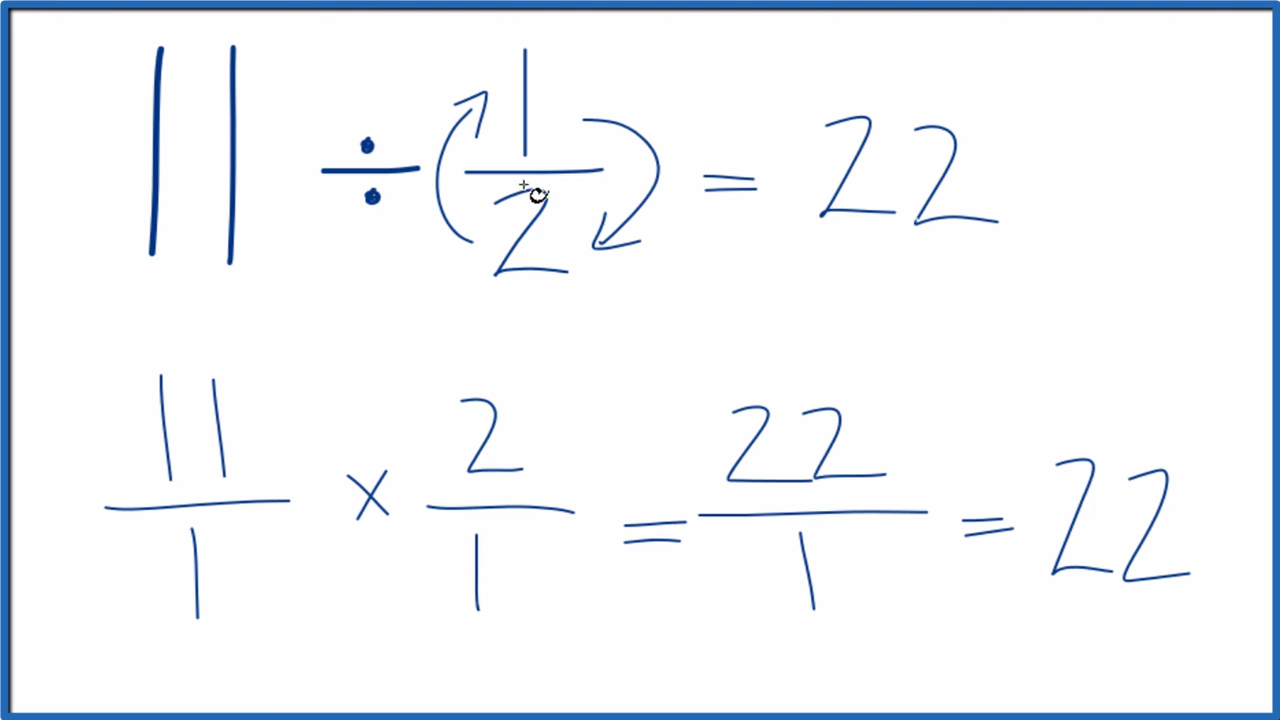 11 ÷ 1/2 = 22
11/1 x 2/1 = 22/1 = 22